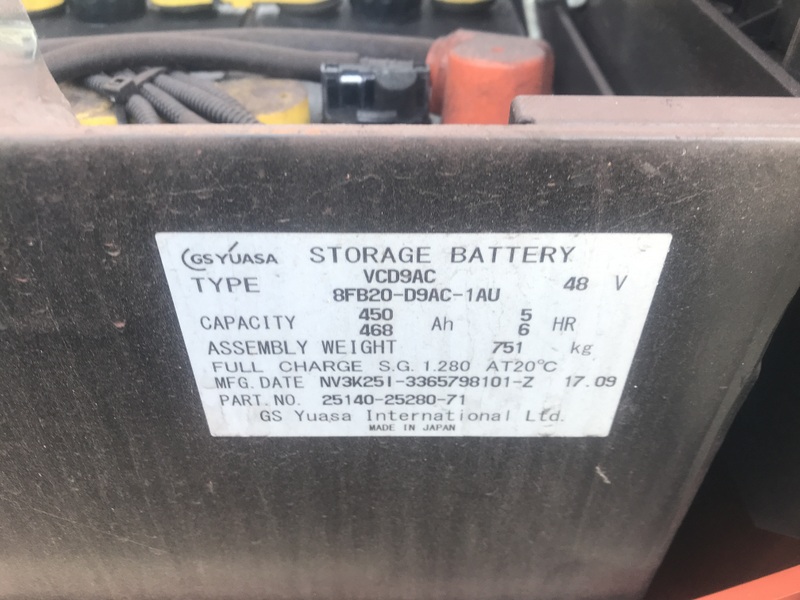 GS YUASA STORAGE BATTERY
TYPE VCD9AC 48 V
8FB20-D9AC-1AU
CAPACITY 450 Ah 5 HR
468 6
ASSEMBLY WEIGHT 751 kg
FULL CHARGE S.G. 1.280 AT20°C
MFG. DATE NV3K25I-3365798101-Z 17.09
PART. NO. 25140-25280-71
GS Yuasa International Ltd.
MADE IN JAPAN